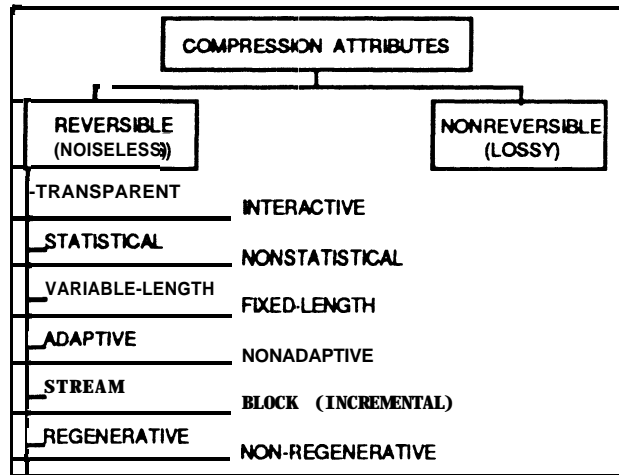 COMPRESSION ATTRIBUTES
REVERSIBLE
(NOISELESS))
NONREVERSIBLE
(LOSSY)
-TRANSPARENT
INTERACTIVE
STATISTICAL
NONSTATISTICAL
VARIABLE-LENGTH
FIXED-LENGTH
ADAPTIVE
NONADAPTIVE
STREAM
BLOCK (INCREMENTAL)
REGENERATIVE
NON-REGENERATIVE